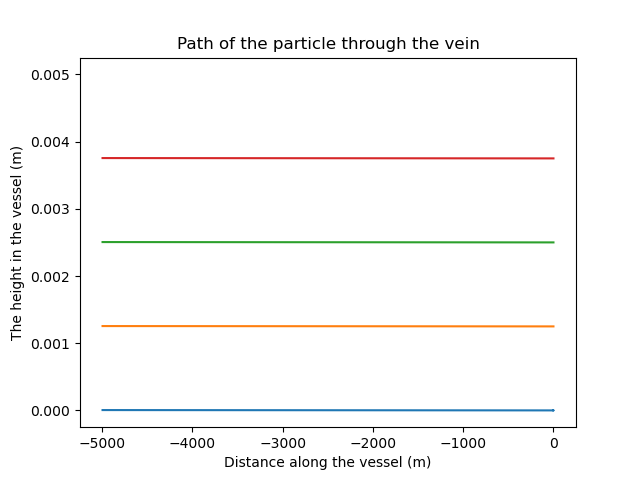 Path of the particle through the vein
0.005
0.004
0.003
0.002
0.001
0.000
The height in the vessel (m)
−5000 −4000 −3000 −2000 −1000 0
Distance along the vessel (m)